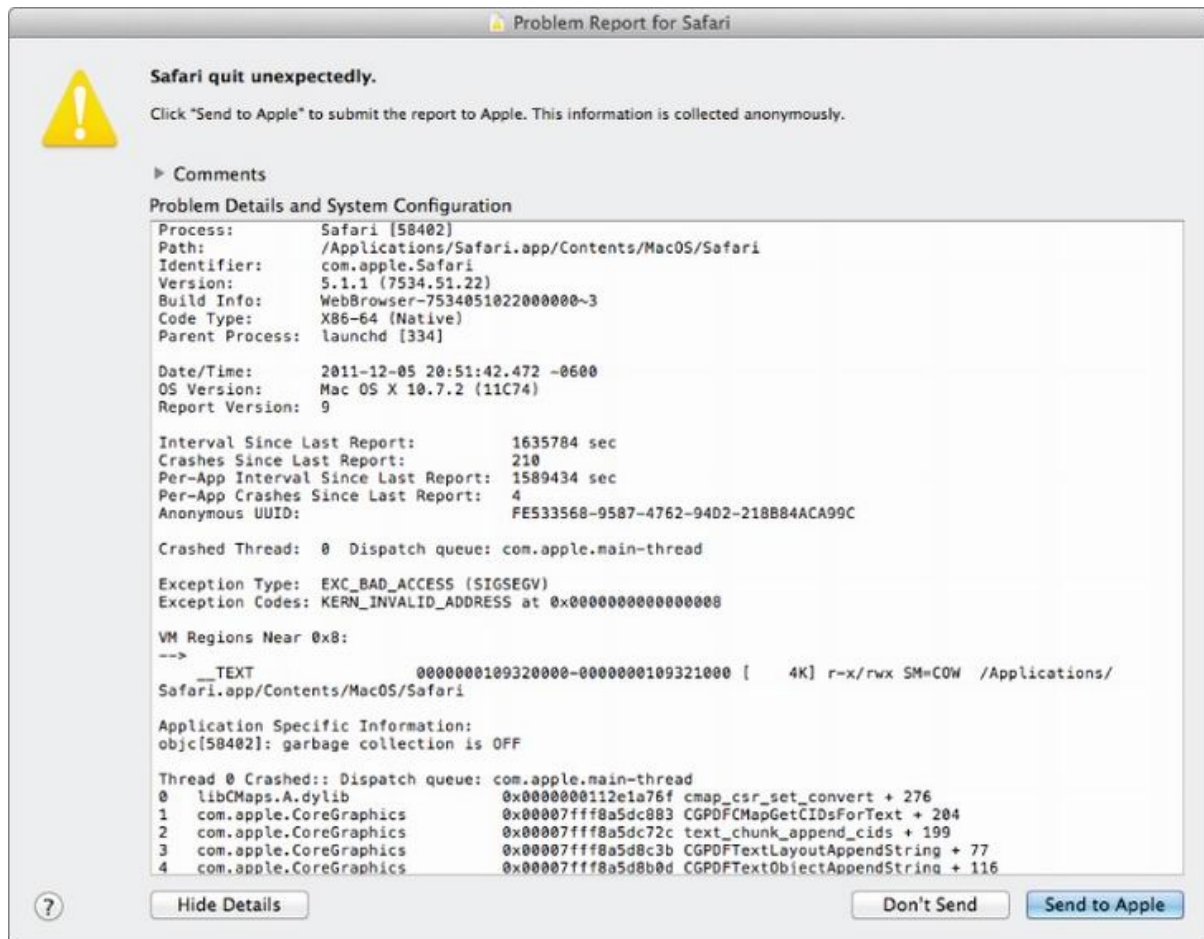 Problem Report for Safari
Safari quit unexpectedly.
Click "Send to Apple" to submit the report to Apple. This information is collected anonymously.
Comments
Problem Details and System Configuration
Process: Safari [58402]
Path: /Applications/Safari.app/Contents/MacOS/Safari
Identifier: com.apple.Safari
Version: 5.1.1 (7534.51.22)
Build Info: WebBrowser-7534051022000000~3
Code Type: X86-64 (Native)
Parent Process: launchd [334]
Date/Time: 2011-12-05 20:51:42.472 -0600
OS Version: Mac OS X 10.7.2 (11C74)
Report Version: 9
Interval Since Last Report: 1635784 sec
Crashes Since Last Report: 210
Per-App Interval Since Last Report: 1589434 sec
Per-App Crashes Since Last Report: 4
Anonymous UUID: FE533568-9587-4762-94D2-218B84ACA99C
Crashed Thread: 0 Dispatch queue: com.apple.main-thread
Exception Type: EXC_BAD_ACCESS (SIGSEGV)
Exception Codes: KERN_INVALID_ADDRESS at 0x0000000000000008
VM Regions Near 0x8:
-->
__TEXT 0000000109320000-0000000109321000 [ 4K] r-x/rwx SM=COW /Applications/
Safari.app/Contents/MacOS/Safari
Application Specific Information:
objc[58402]: garbage collection is OFF
Thread 0 Crashed:: Dispatch queue: com.apple.main-thread
0 libCMaps.A.dylib 0x0000000112e1a76f cmap_csr_set_convert + 276
1 com.apple.CoreGraphics 0x00007fff8a5dc883 CGPDFCMapGetCIDsForText + 204
2 com.apple.CoreGraphics 0x00007fff8a5dc72c text_chunk_append_cids + 199
3 com.apple.CoreGraphics 0x00007fff8a5d8c3b CGPDFTextLayoutAppendString + 77
4 com.apple.CoreGraphics 0x00007fff8a5d8b0d CGPDFTextObjectAppendString + 116
? Hide Details Don't Send Send to Apple